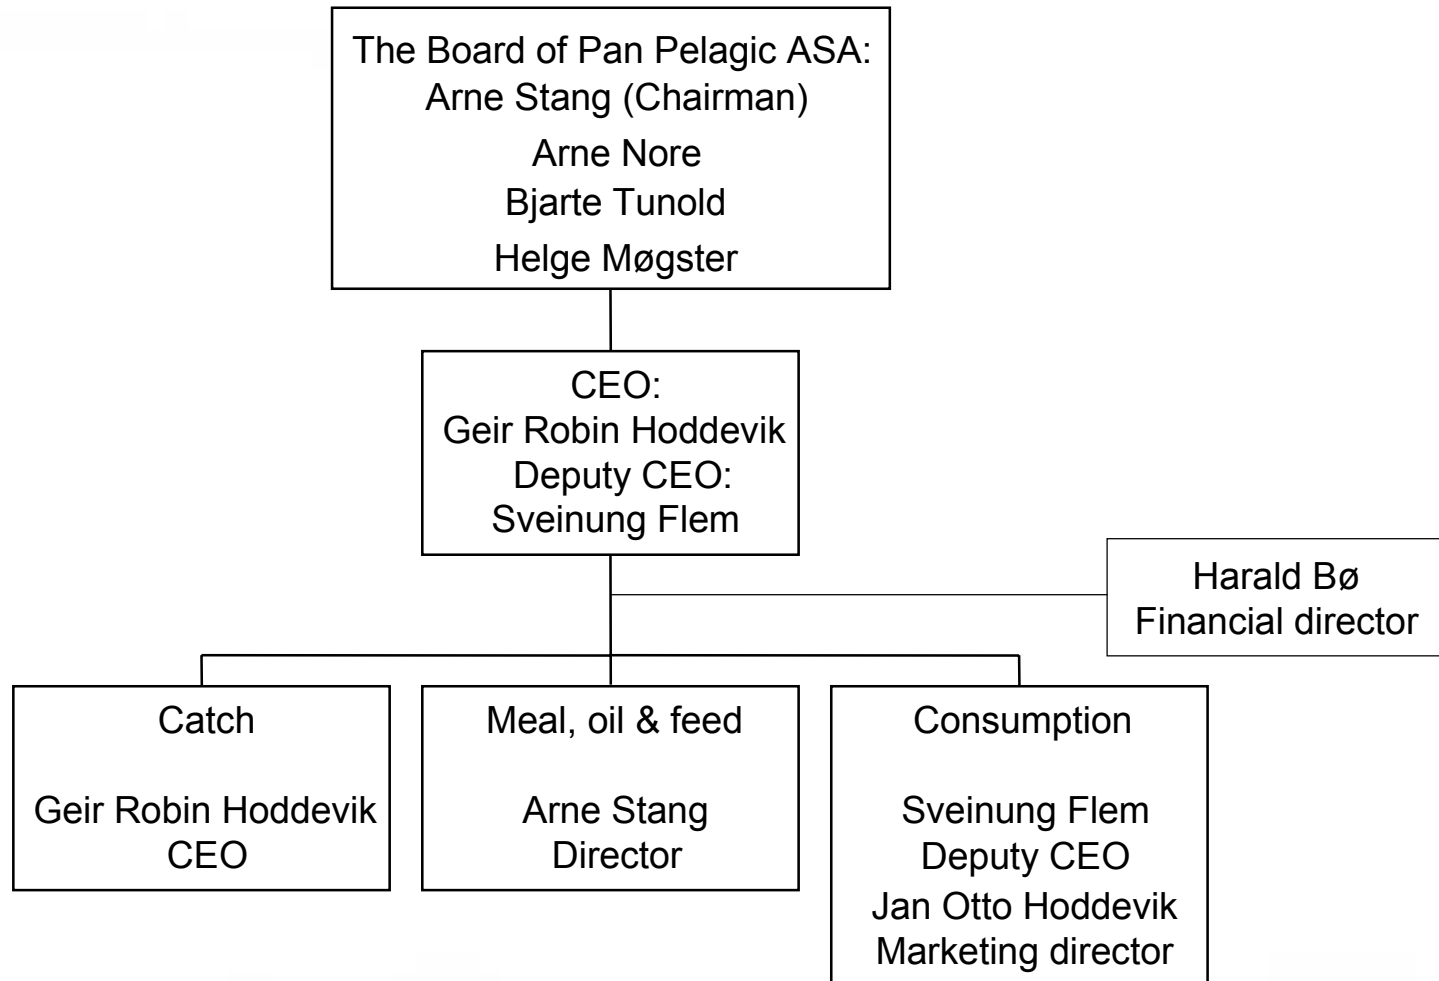 The Board of Pan Pelagic ASA:
Arne Stang (Chairman)
Arne Nore
Bjarte Tunold
Helge Møgster
CEO:
Geir Robin Hoddevik
Deputy CEO:
Sveinung Flem
Harald Bø
Financial director
Catch
Geir Robin Hoddevik
CEO
Meal, oil & feed
Arne Stang
Director
Consumption
Sveinung Flem
Deputy CEO
Jan Otto Hoddevik
Marketing director